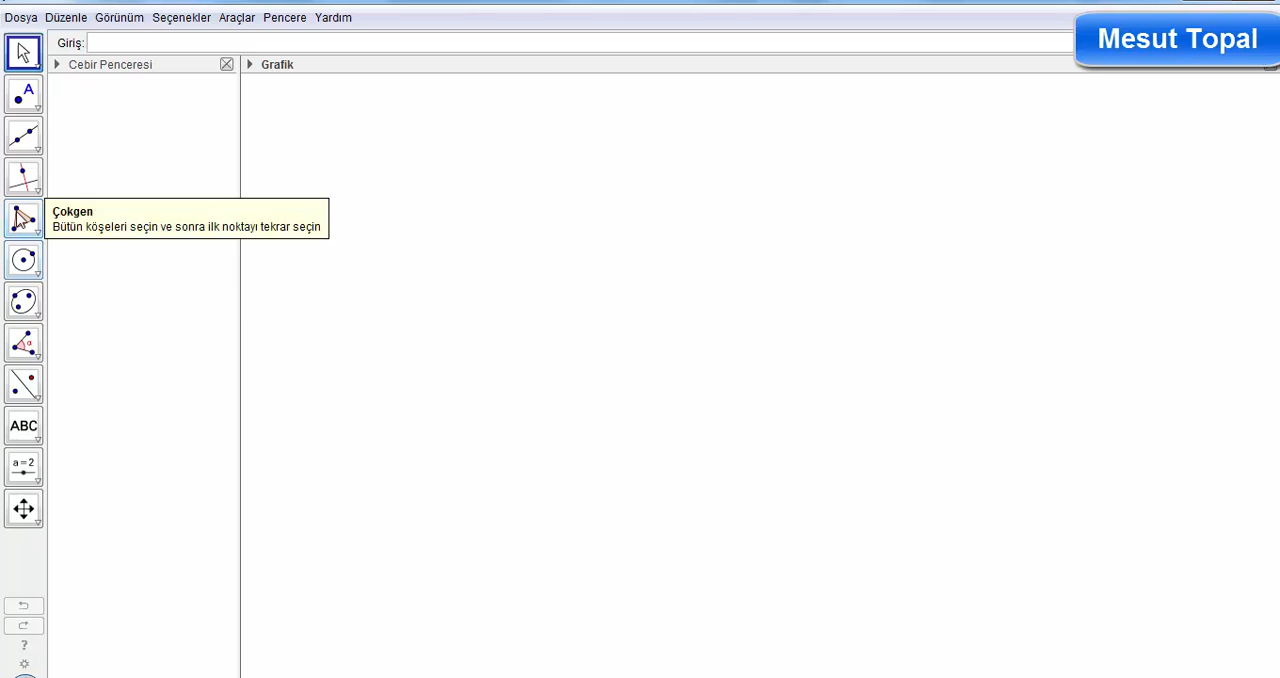 Dosya Düzenle Görünüm Seçenekler Araçlar Pencere Yardım
Mesut Topal
Giriş:
Cebir Penceresi
Grafik
A
Çokgen
Bütün köşeleri seçin ve sonra ilk noktayı tekrar seçin
α
ABC
a=2
?